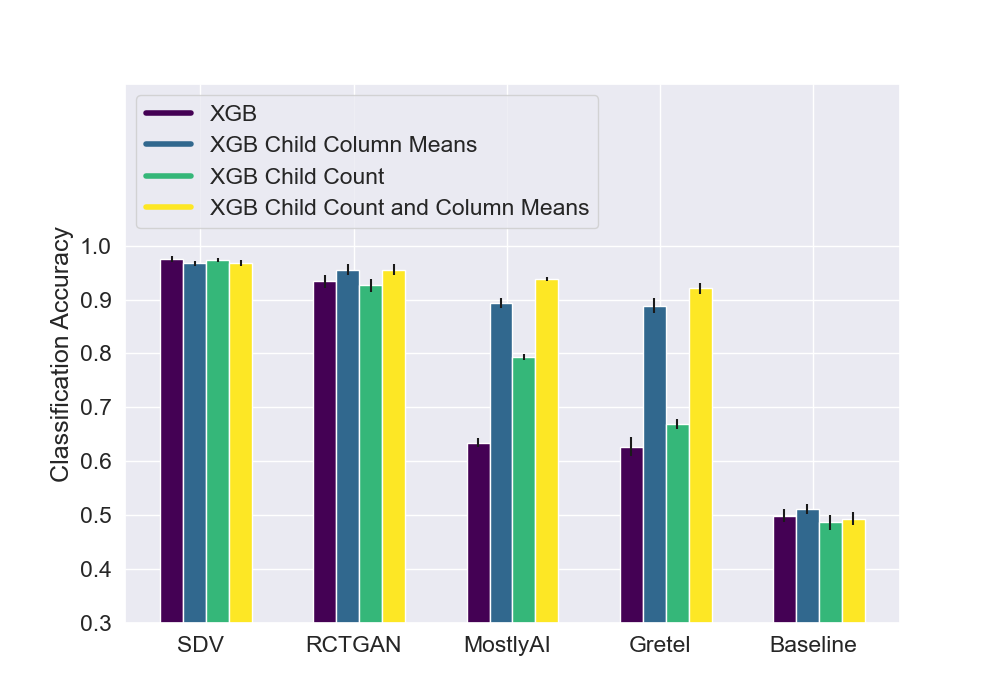 XGB
XGB Child Column Means
XGB Child Count
XGB Child Count and Column Means
Classification Accuracy
1.0
0.9
0.8
0.7
0.6
0.5
0.4
0.3
SDV RCTGAN MostlyAI Gretel Baseline